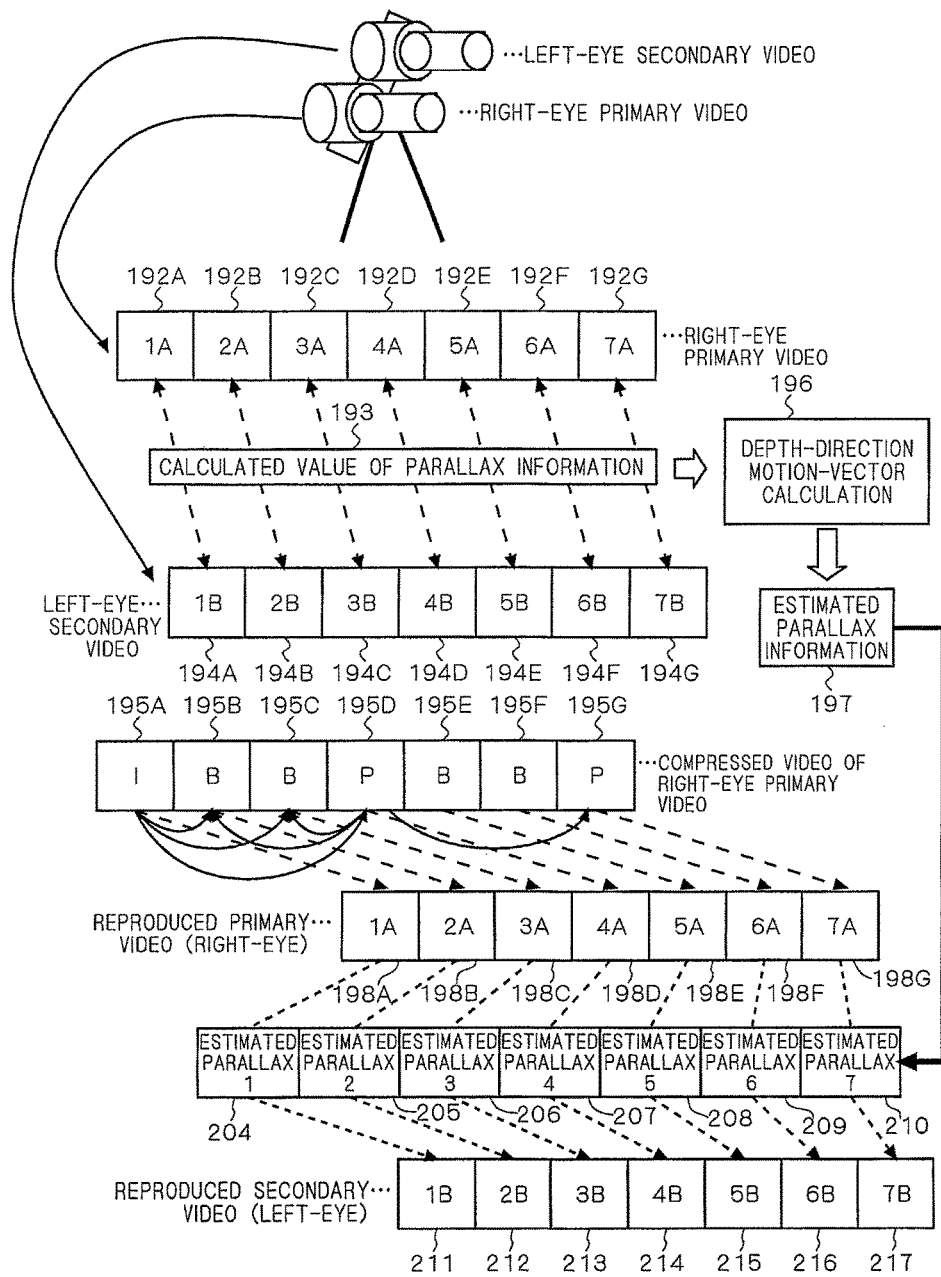 ···LEFT-EYE SECONDARY VIDEO
···RIGHT-EYE PRIMARY VIDEO
192A 192B 192C 192D 192E 192F 192G
1A 2A 3A 4A 5A 6A 7A
···RIGHT-EYE
PRIMARY VIDEO
193
CALCULATED VALUE OF PARALLAX INFORMATION
196
DEPTH-DIRECTION
MOTION-VECTOR
CALCULATION
LEFT-EYE···
SECONDARY
VIDEO
1B 2B 3B 4B 5B 6B 7B
194A 194B 194C 194D 194E 194F 194G
ESTIMATED
PARALLAX
INFORMATION
197
195A 195B 195C 195D 195E 195F 195G
I B B P B B P
···COMPRESSED VIDEO OF
RIGHT-EYE PRIMARY
VIDEO
REPRODUCED PRIMARY···
VIDEO (RIGHT-EYE)
1A 2A 3A 4A 5A 6A 7A
198A 198B 198C 198D 198E 198F 198G
ESTIMATED ESTIMATED ESTIMATED ESTIMATED ESTIMATED ESTIMATED ESTIMATED
PARALLAX PARALLAX PARALLAX PARALLAX PARALLAX PARALLAX PARALLAX
1 2 3 4 5 6 7
204 205 206 207 208 209 210
REPRODUCED SECONDARY···
VIDEO (LEFT-EYE)
1B 2B 3B 4B 5B 6B 7B
211 212 213 214 215 216 217